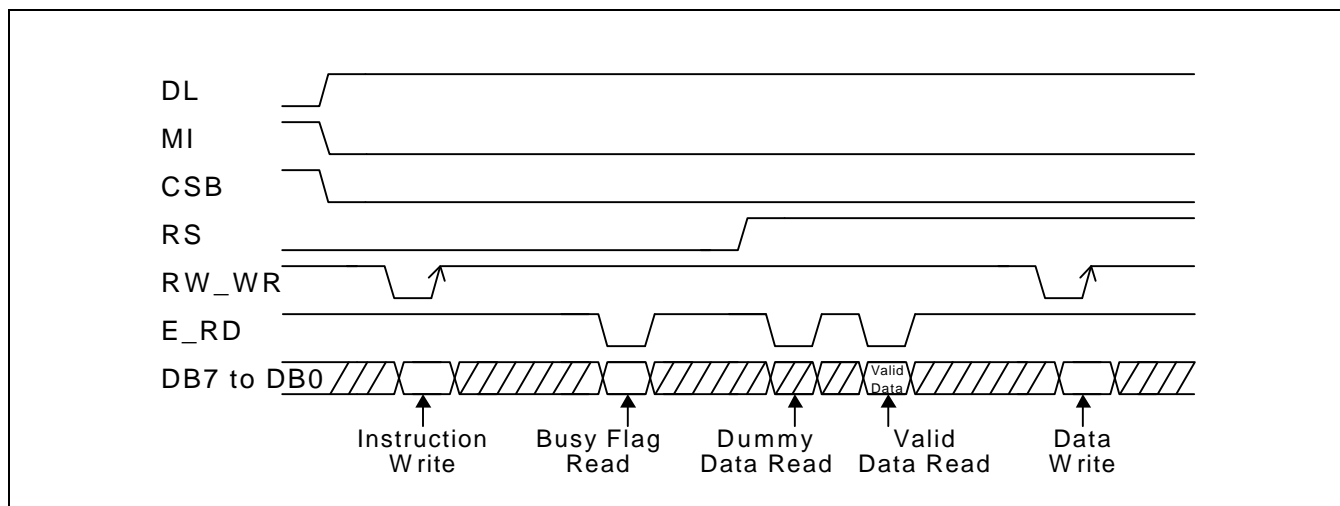 DL
MI
CSB
RS
RW_WR
E_RD
DB7 to DB0
Valid
Data
Instruction
Write
Busy Flag
Read
Dummy
Data Read
Valid
Data Read
Data
Write